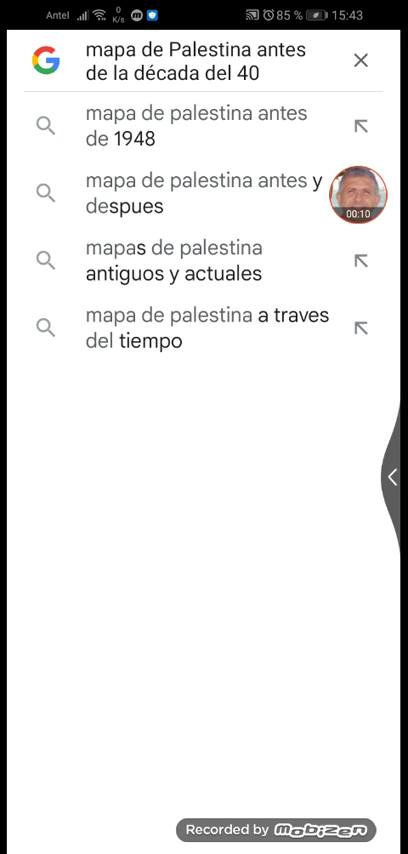 Antel 0 K/s 85 % 15:43
mapa de Palestina antes
de la década del 40
mapa de palestina antes
de 1948
mapa de palestina antes y
despues
00:10
mapas de palestina
antiguos y actuales
mapa de palestina a traves
del tiempo
Recorded by mobizen